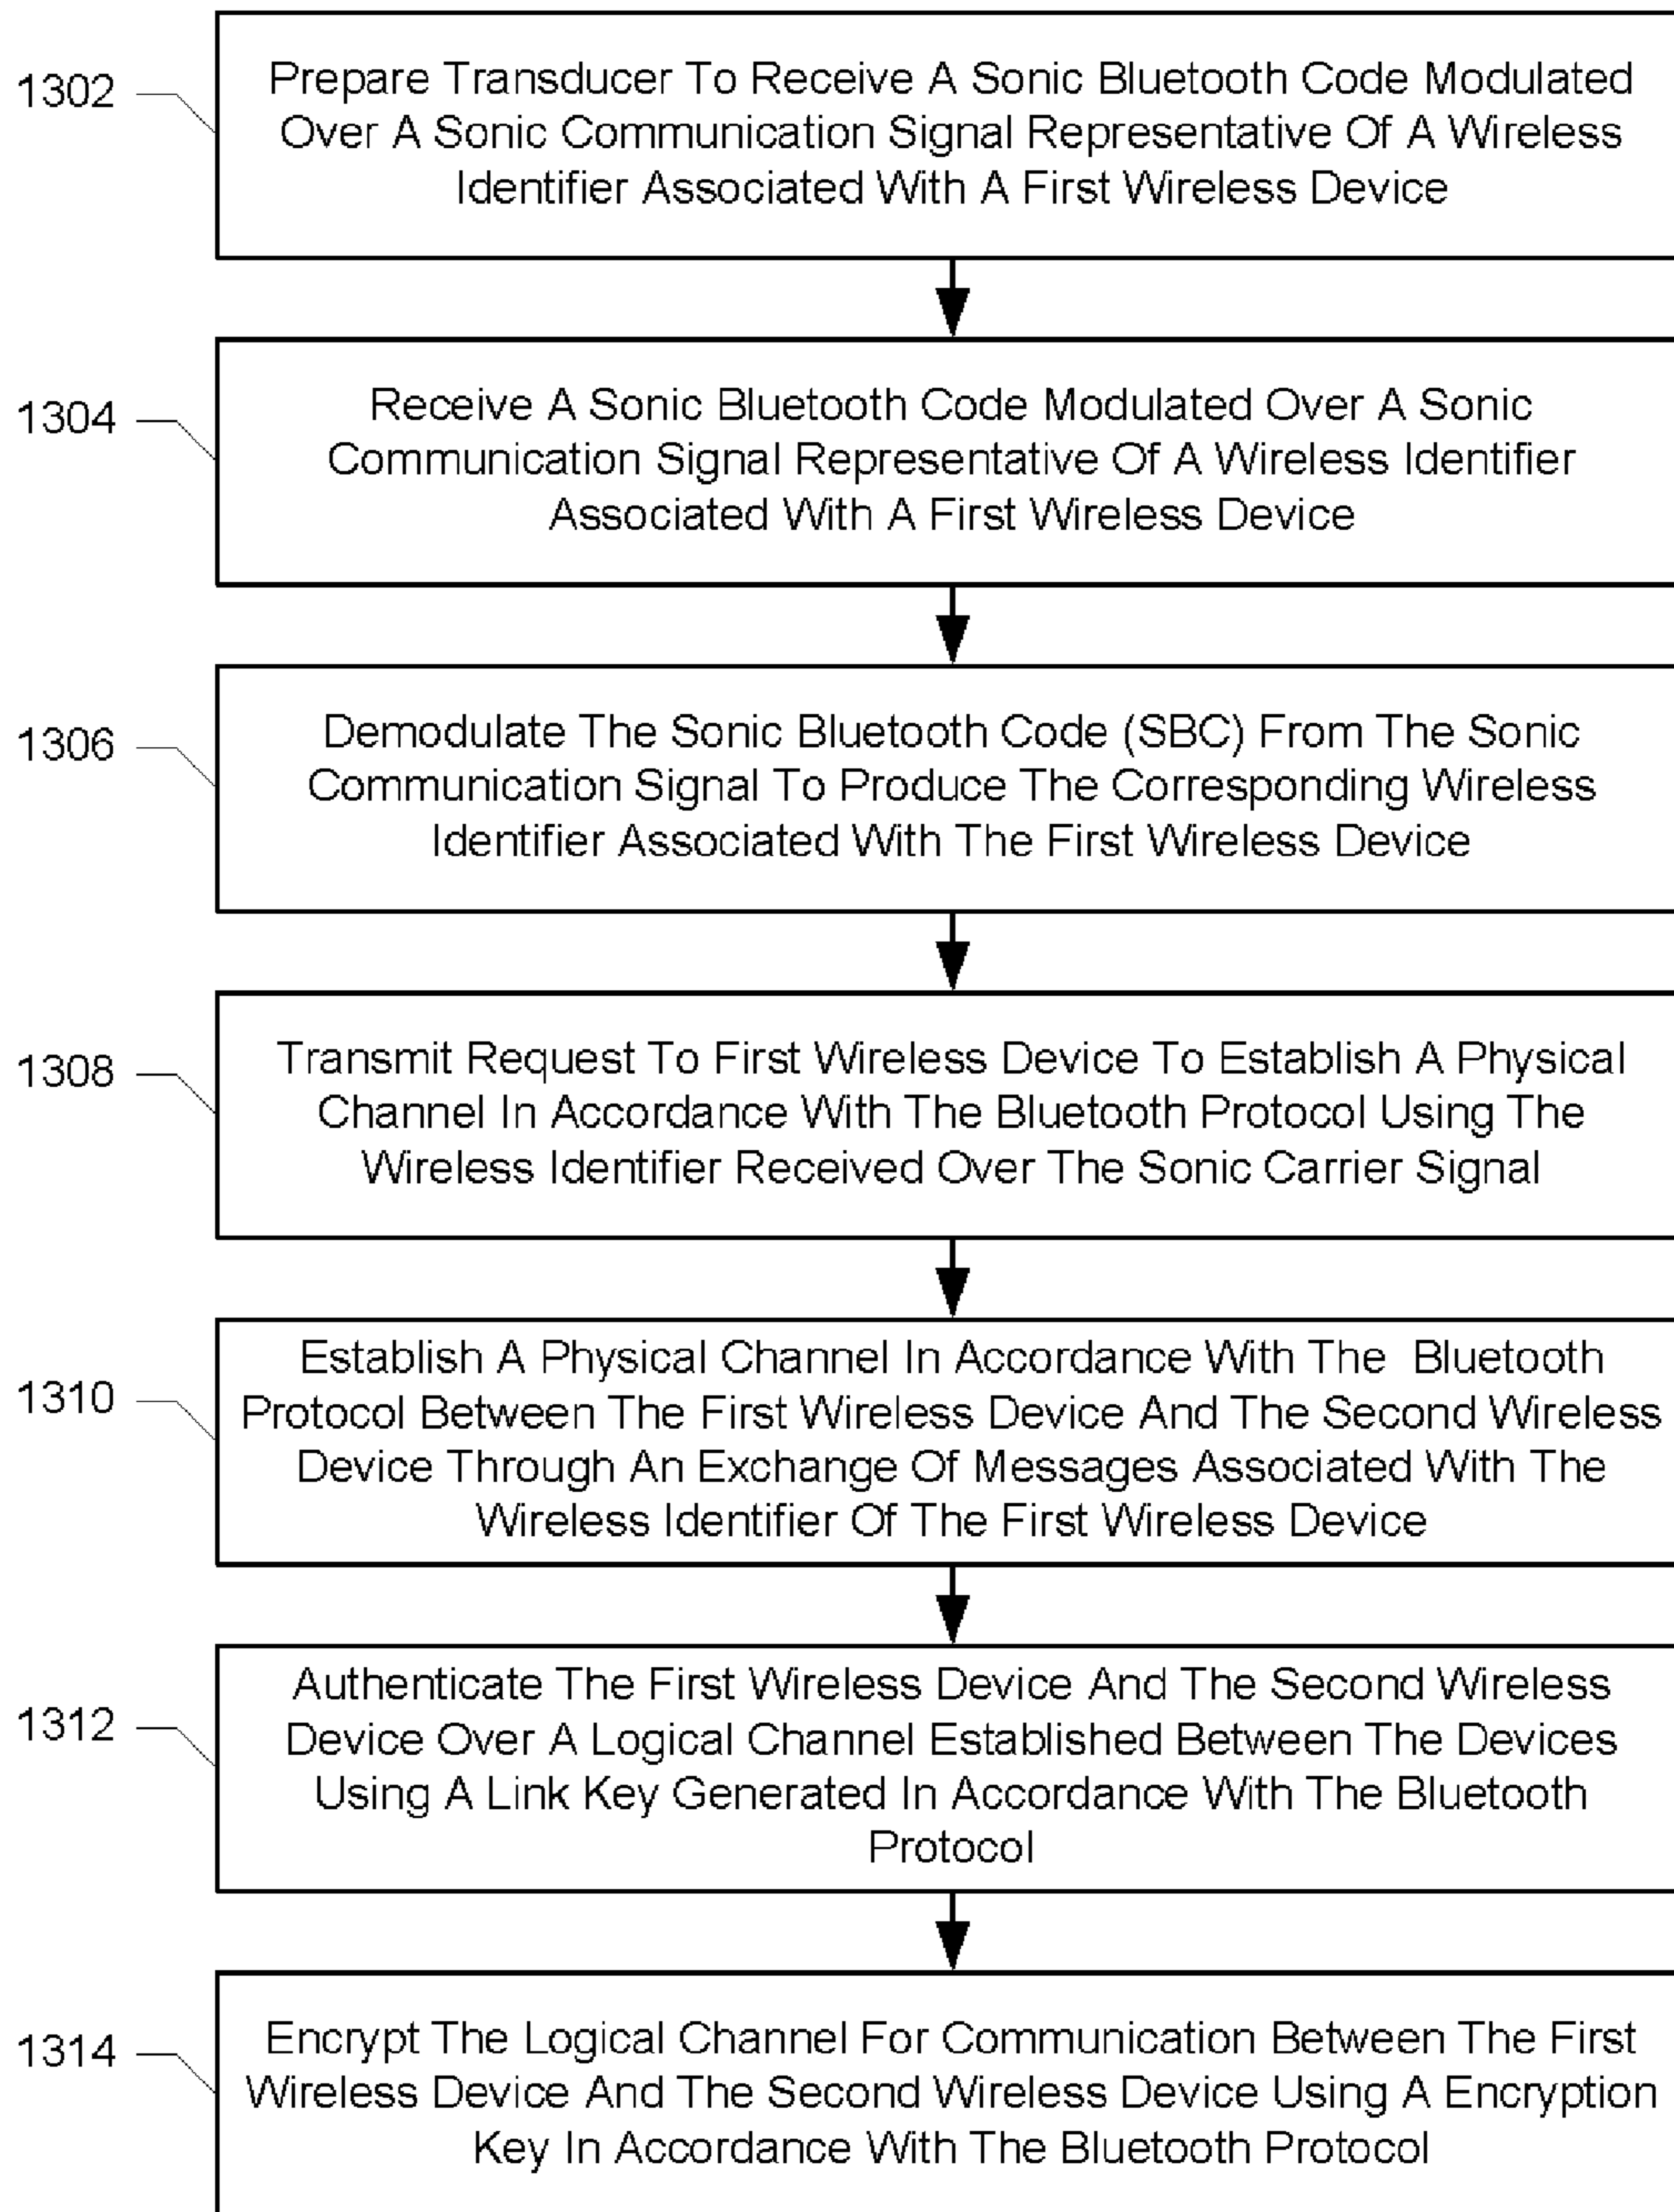 1302
Prepare Transducer To Receive A Sonic Bluetooth Code Modulated
Over A Sonic Communication Signal Representative Of A Wireless
Identifier Associated With A First Wireless Device
1304
Receive A Sonic Bluetooth Code Modulated Over A Sonic
Communication Signal Representative Of A Wireless Identifier
Associated With A First Wireless Device
1306
Demodulate The Sonic Bluetooth Code (SBC) From The Sonic
Communication Signal To Produce The Corresponding Wireless
Identifier Associated With The First Wireless Device
1308
Transmit Request To First Wireless Device To Establish A Physical
Channel In Accordance With The Bluetooth Protocol Using The
Wireless Identifier Received Over The Sonic Carrier Signal
1310
Establish A Physical Channel In Accordance With The Bluetooth
Protocol Between The First Wireless Device And The Second Wireless
Device Through An Exchange Of Messages Associated With The
Wireless Identifier Of The First Wireless Device
1312
Authenticate The First Wireless Device And The Second Wireless
Device Over A Logical Channel Established Between The Devices
Using A Link Key Generated In Accordance With The Bluetooth
Protocol
1314
Encrypt The Logical Channel For Communication Between The First
Wireless Device And The Second Wireless Device Using A Encryption
Key In Accordance With The Bluetooth Protocol